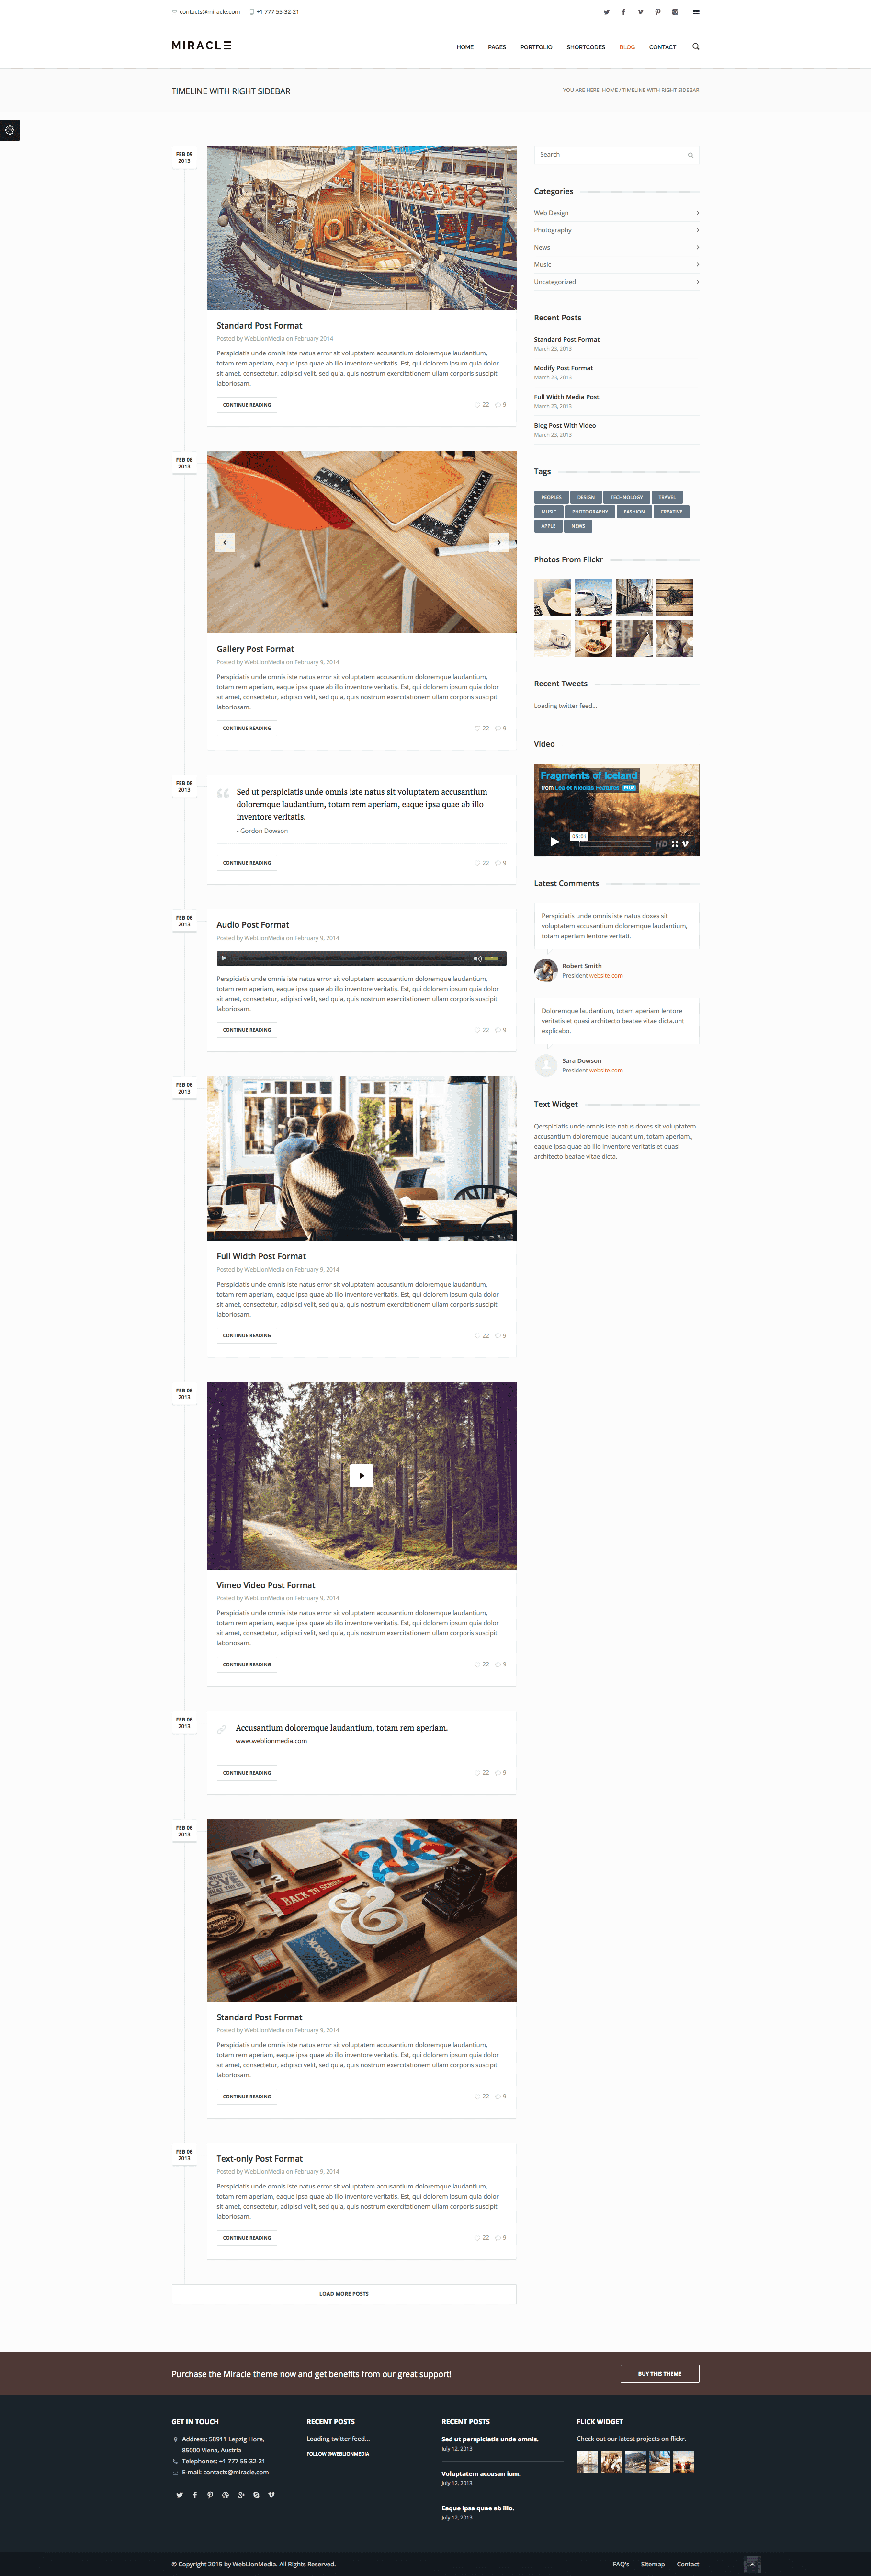 contacts@miracle.com +1 777 55-32-21
MIRACLE
HOME PAGES PORTFOLIO SHORTCODES BLOG CONTACT
TIMELINE WITH RIGHT SIDEBAR
YOU ARE HERE: HOME / TIMELINE WITH RIGHT SIDEBAR
FEB 09
2013
Standard Post Format
Posted by WebLionMedia on February 2014
Perspiciatis unde omnis iste natus error sit voluptatem accusantium doloremque laudantium,
totam rem aperiam, eaque ipsa quae ab illo inventore veritatis. Est, qui dolorem ipsum quia dolor
sit amet, consectetur, adipisci velit, sed quia, quis nostrum exercitationem ullam corporis suscipit
laboriosam.
CONTINUE READING
22 9
FEB 08
2013
Gallery Post Format
Posted by WebLionMedia on February 9, 2014
Perspiciatis unde omnis iste natus error sit voluptatem accusantium doloremque laudantium,
totam rem aperiam, eaque ipsa quae ab illo inventore veritatis. Est, qui dolorem ipsum quia dolor
sit amet, consectetur, adipisci velit, sed quia, quis nostrum exercitationem ullam corporis suscipit
laboriosam.
CONTINUE READING
22 9
FEB 08
2013
Sed ut perspiciatis unde omnis iste natus sit voluptatem accusantium
doloremque laudantium, totam rem aperiam, eaque ipsa quae ab illo
inventore veritatis.
- Gordon Dowson
CONTINUE READING
22 9
FEB 06
2013
Audio Post Format
Posted by WebLionMedia on February 9, 2014
Perspiciatis unde omnis iste natus error sit voluptatem accusantium doloremque laudantium,
totam rem aperiam, eaque ipsa quae ab illo inventore veritatis. Est, qui dolorem ipsum quia dolor
sit amet, consectetur, adipisci velit, sed quia, quis nostrum exercitationem ullam corporis suscipit
laboriosam.
CONTINUE READING
22 9
FEB 06
2013
Full Width Post Format
Posted by WebLionMedia on February 9, 2014
Perspiciatis unde omnis iste natus error sit voluptatem accusantium doloremque laudantium,
totam rem aperiam, eaque ipsa quae ab illo inventore veritatis. Est, qui dolorem ipsum quia dolor
sit amet, consectetur, adipisci velit, sed quia, quis nostrum exercitationem ullam corporis suscipit
laboriosam.
CONTINUE READING
22 9
FEB 06
2013
Vimeo Video Post Format
Posted by WebLionMedia on February 9, 2014
Perspiciatis unde omnis iste natus error sit voluptatem accusantium doloremque laudantium,
totam rem aperiam, eaque ipsa quae ab illo inventore veritatis. Est, qui dolorem ipsum quia dolor
sit amet, consectetur, adipisci velit, sed quia, quis nostrum exercitationem ullam corporis suscipit
laboriosam.
CONTINUE READING
22 9
FEB 06
2013
Accusantium doloremque laudantium, totam rem aperiam.
www.weblionmedia.com
CONTINUE READING
22 9
FEB 06
2013
BACK TO SCHOOL
Standard Post Format
Posted by WebLionMedia on February 9, 2014
Perspiciatis unde omnis iste natus error sit voluptatem accusantium doloremque laudantium,
totam rem aperiam, eaque ipsa quae ab illo inventore veritatis. Est, qui dolorem ipsum quia dolor
sit amet, consectetur, adipisci velit, sed quia, quis nostrum exercitationem ullam corporis suscipit
laboriosam.
CONTINUE READING
22 9
FEB 06
2013
Text-only Post Format
Posted by WebLionMedia on February 9, 2014
Perspiciatis unde omnis iste natus error sit voluptatem accusantium doloremque laudantium,
totam rem aperiam, eaque ipsa quae ab illo inventore veritatis. Est, qui dolorem ipsum quia dolor
sit amet, consectetur, adipisci velit, sed quia, quis nostrum exercitationem ullam corporis suscipit
laboriosam.
CONTINUE READING
22 9
LOAD MORE POSTS
Search
Categories
Web Design
Photography
News
Music
Uncategorized
Recent Posts
Standard Post Format
March 23, 2013
Modify Post Format
March 23, 2013
Full Width Media Post
March 23, 2013
Blog Post With Video
March 23, 2013
Tags
PEOPLES DESIGN TECHNOLOGY TRAVEL
MUSIC PHOTOGRAPHY FASHION CREATIVE
APPLE NEWS
Photos From Flickr
Recent Tweets
Loading twitter feed...
Video
Fragments of Iceland
from Lea et Nicolas Features PLUS
05:01
HD
Latest Comments
Perspiciatis unde omnis iste natus doxes sit
voluptatem accusantium doloremque laudantium,
totam aperiam lentore veritati.
Robert Smith
President website.com
Doloremque laudantium, totam aperiam lentore
veritatis et quasi architecto beatae vitae dicta.unt
explicabo.
Sara Dowson
President website.com
Text Widget
Qerspiciatis unde omnis iste natus doxes sit voluptatem
accusantium doloremque laudantium, totam aperiam.,
eaque ipsa quae ab illo inventore veritatis et quasi
architecto beatae vitae dicta.
Purchase the Miracle theme now and get benefits from our great support!
BUY THIS THEME
GET IN TOUCH
Address: 58911 Lepzig Hore,
85000 Viena, Austria
Telephones: +1 777 55-32-21
E-mail: contacts@miracle.com
RECENT POSTS
Loading twitter feed...
FOLLOW @WEBLIONMEDIA
RECENT POSTS
Sed ut perspiclatis unde omnis.
July 12, 2013
Voluptatem accusan ium.
July 12, 2013
Eaque ipsa quae ab illo.
July 12, 2013
FLICK WIDGET
Check out our latest projects on flickr.
© Copyright 2015 by WebLionMedia. All Rights Reserved.
FAQ's Sitemap Contact